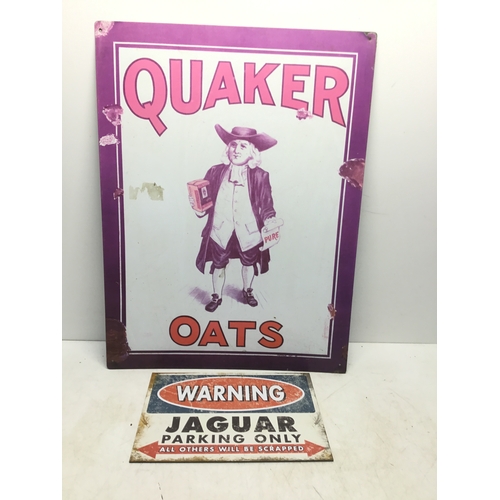 QUAKER
PURE
OATS
WARNING
JAGUAR
PARKING ONLY
ALL OTHERS WILL BE SCRAPPED